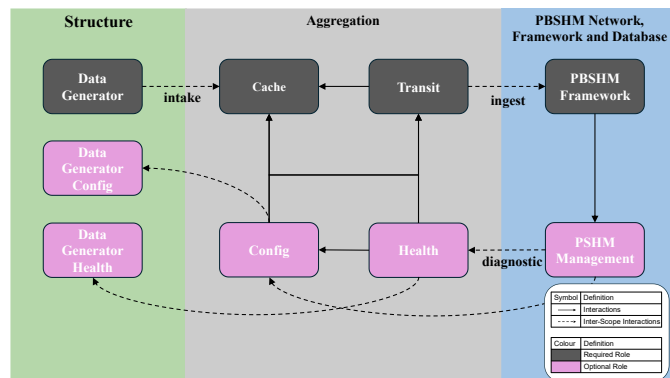 Structure
Aggregation
PBSHM Network,
Framework and Database
Data
Generator
intake
Cache
Transit
ingest
PBSHM
Framework
Data
Generator
Config
Data
Generator
Health
Config
Health
diagnostic
PSHM
Management
Symbol Definition
Interactions
Inter-Scope Interactions
Colour Definition
Required Role
Optional Role